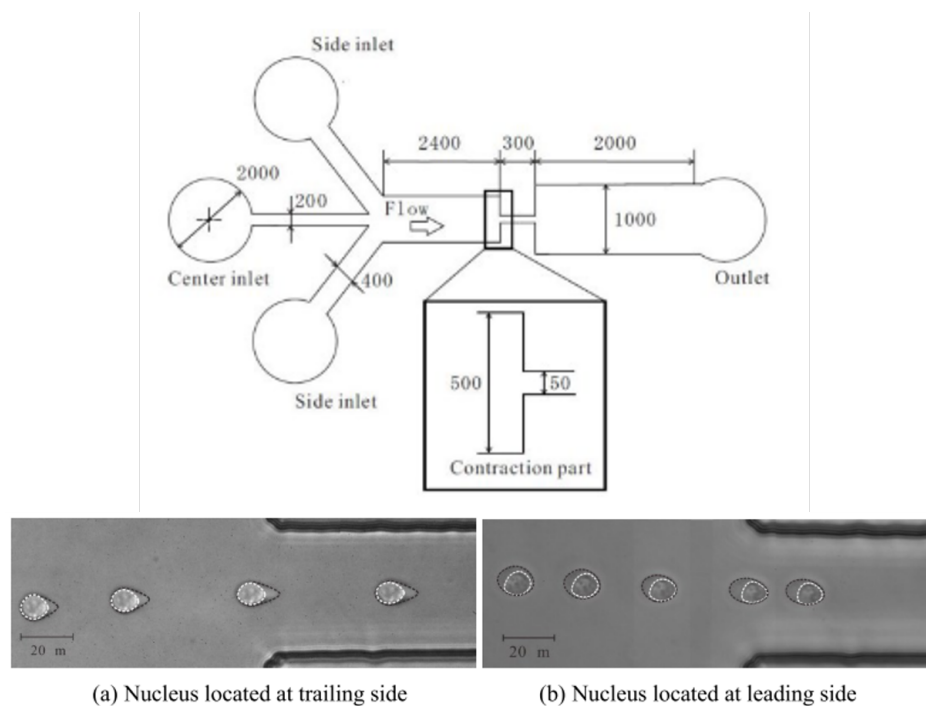 Side inlet
2400
300
2000
2000
200
Flow
1000
Center inlet
400
Outlet
500
50
Side inlet
Contraction part
20 m
20 m
(a) Nucleus located at trailing side
(b) Nucleus located at leading side